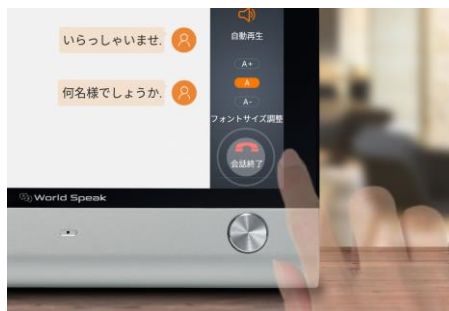 いらっしゃいませ.
何名様でしょうか.
自動再生
A+
A
A-
フォントサイズ調整
会話終了
World Speak